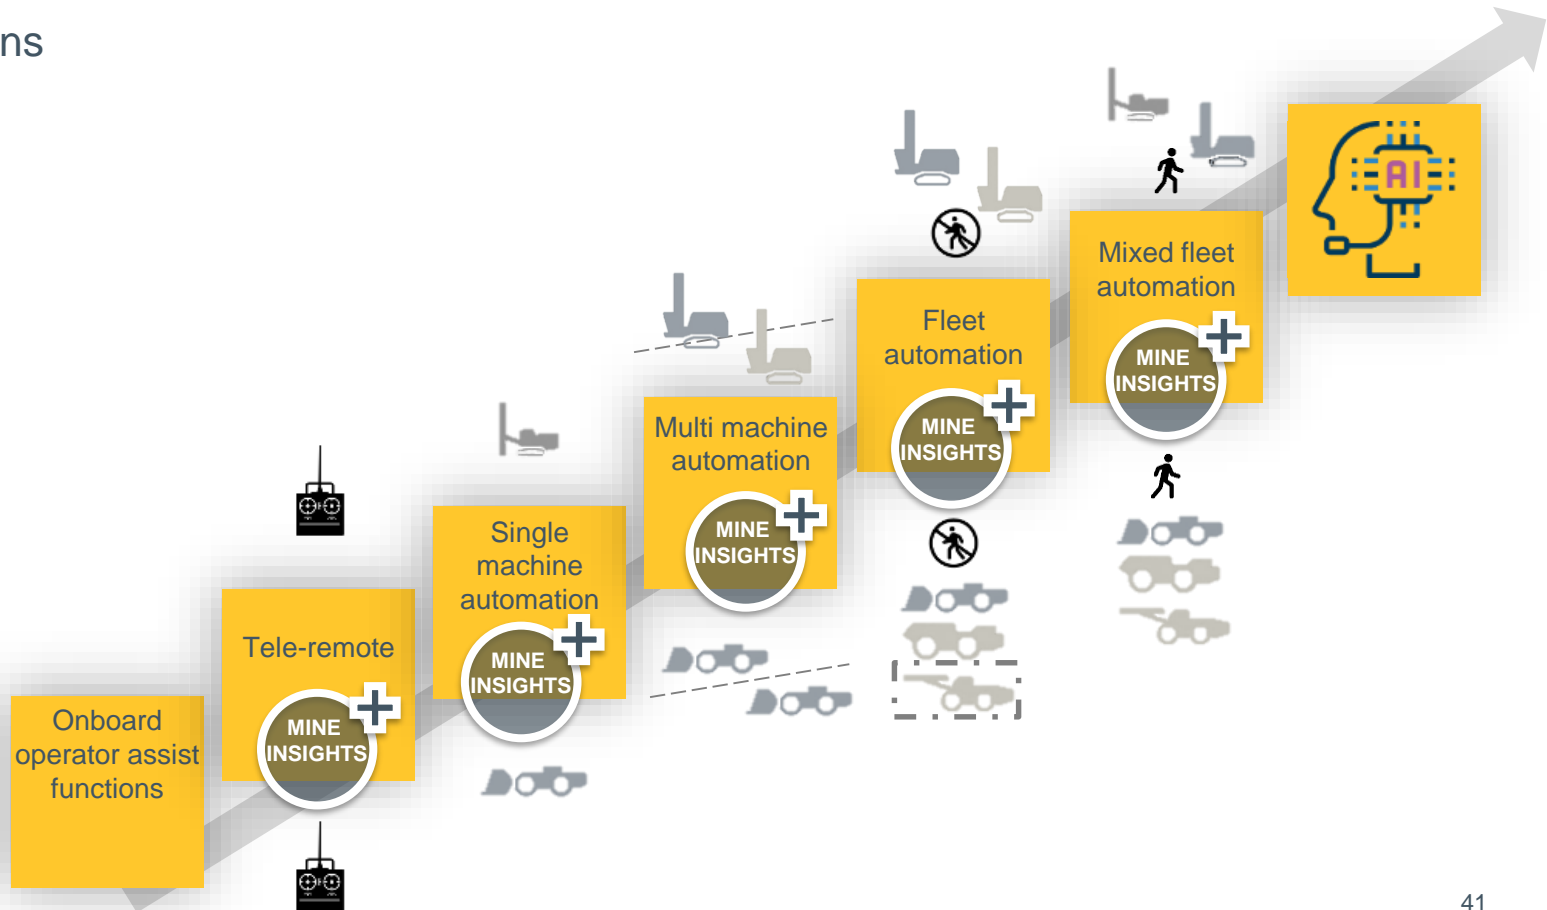 ns
Onboard
operator assist
functions
Tele-remote
MINE
INSIGHTS
Single
machine
automation
MINE
INSIGHTS
Multi machine
automation
MINE
INSIGHTS
Fleet
automation
MINE
INSIGHTS
Mixed fleet
automation
MINE
INSIGHTS
AI
41